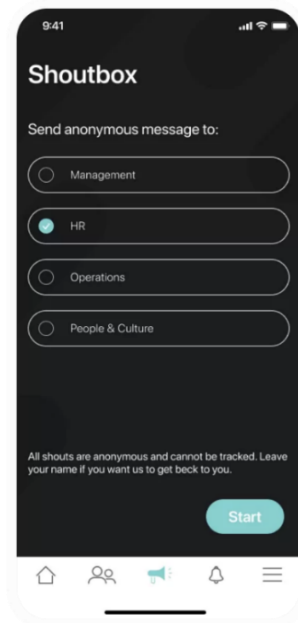 9:41
Shoutbox
Send anonymous message to:
Management
HR
Operations
People & Culture
All shouts are anonymous and cannot be tracked. Leave
your name if you want us to get beck to you.
Start